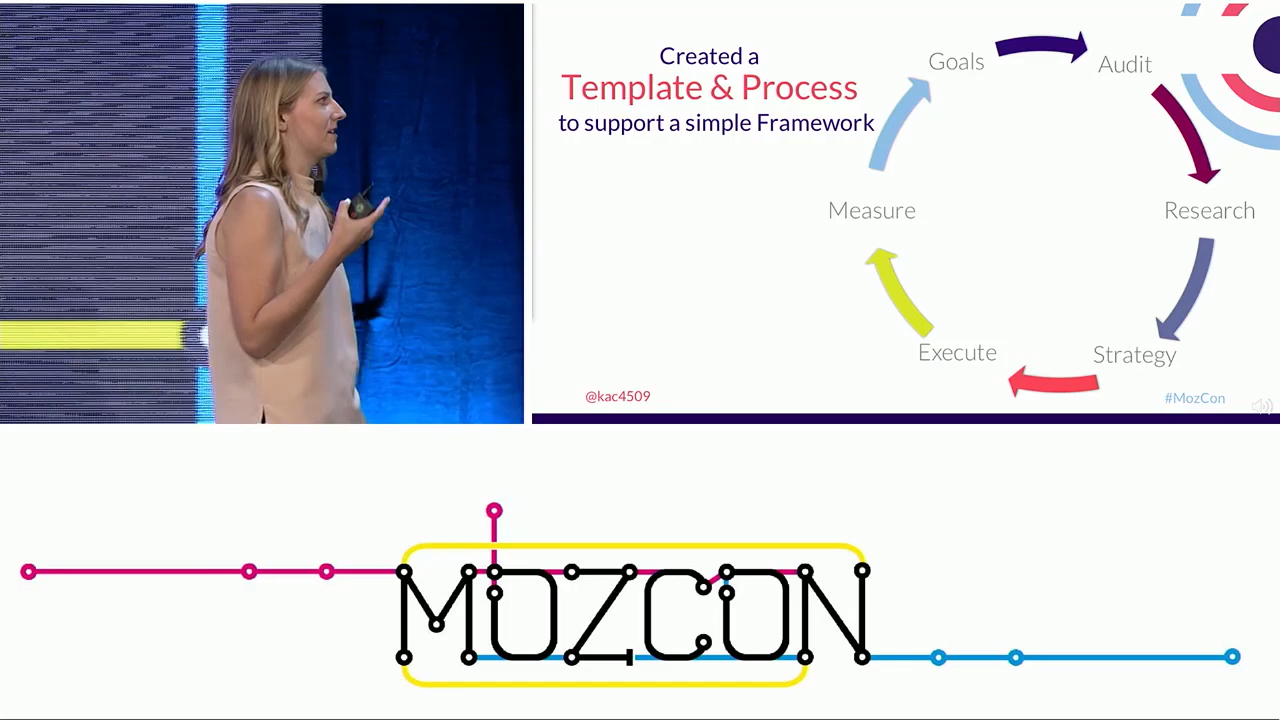 Created a
Template & Process
to support a simple Framework
Goals
Audit
Research
Strategy
Execute
Measure
@kac4509
#MozCon
MOZCON